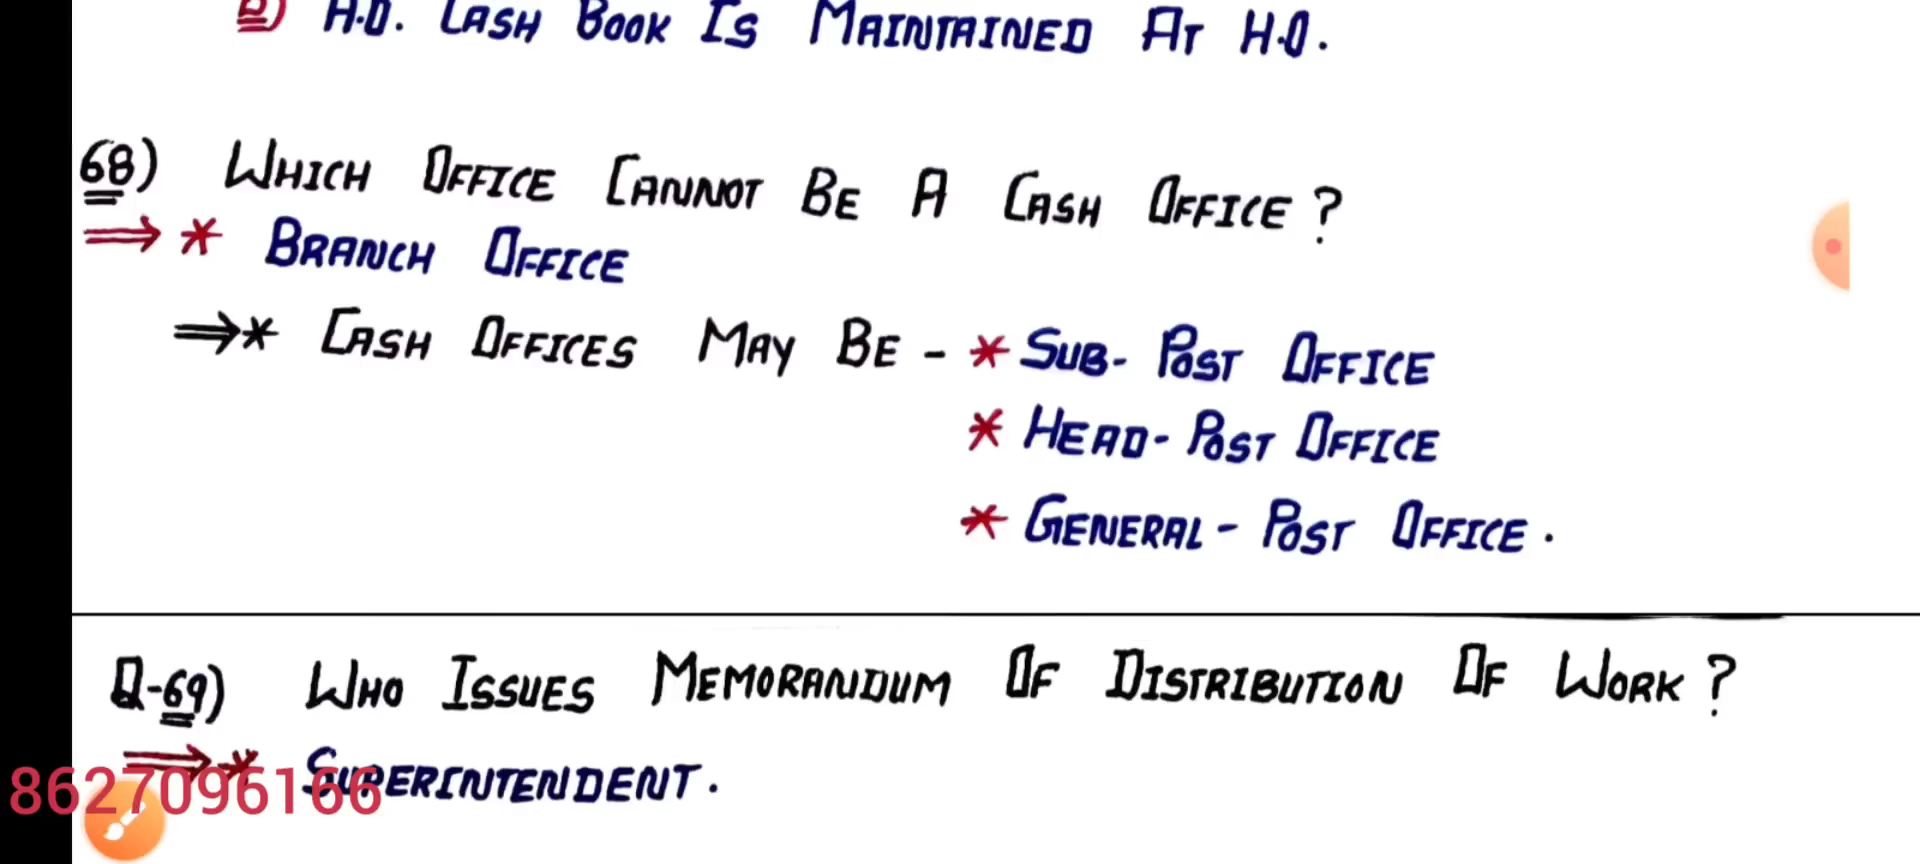 2) H.O. CASH BOOK IS MAINTAINED AT H.O.
68) WHICH OFFICE CANNOT BE A CASH OFFICE?
⇒ * BRANCH OFFICE
⇒* CASH OFFICES MAY BE - * SUB- POST OFFICE
* HEAD- POST OFFICE
* GENERAL - POST OFFICE.
Q-69) WHO ISSUES MEMORANDUM OF DISTRIBUTION OF WORK?
⇒* SUPERINTENDENT.
8627096166